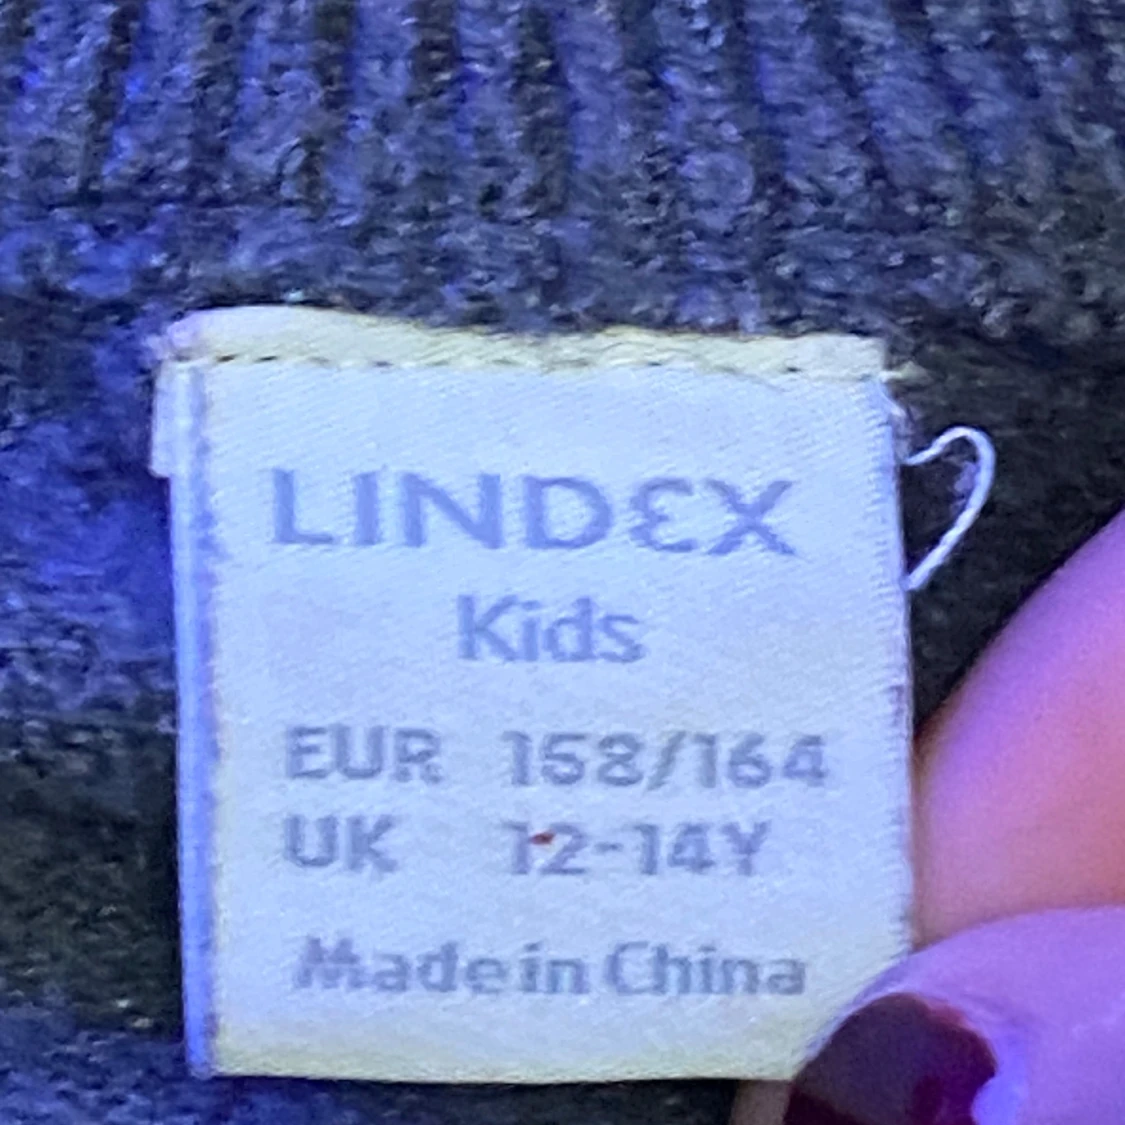 LINDEX
Kids
EUR 158/164
UK 12-14Y
Made in China